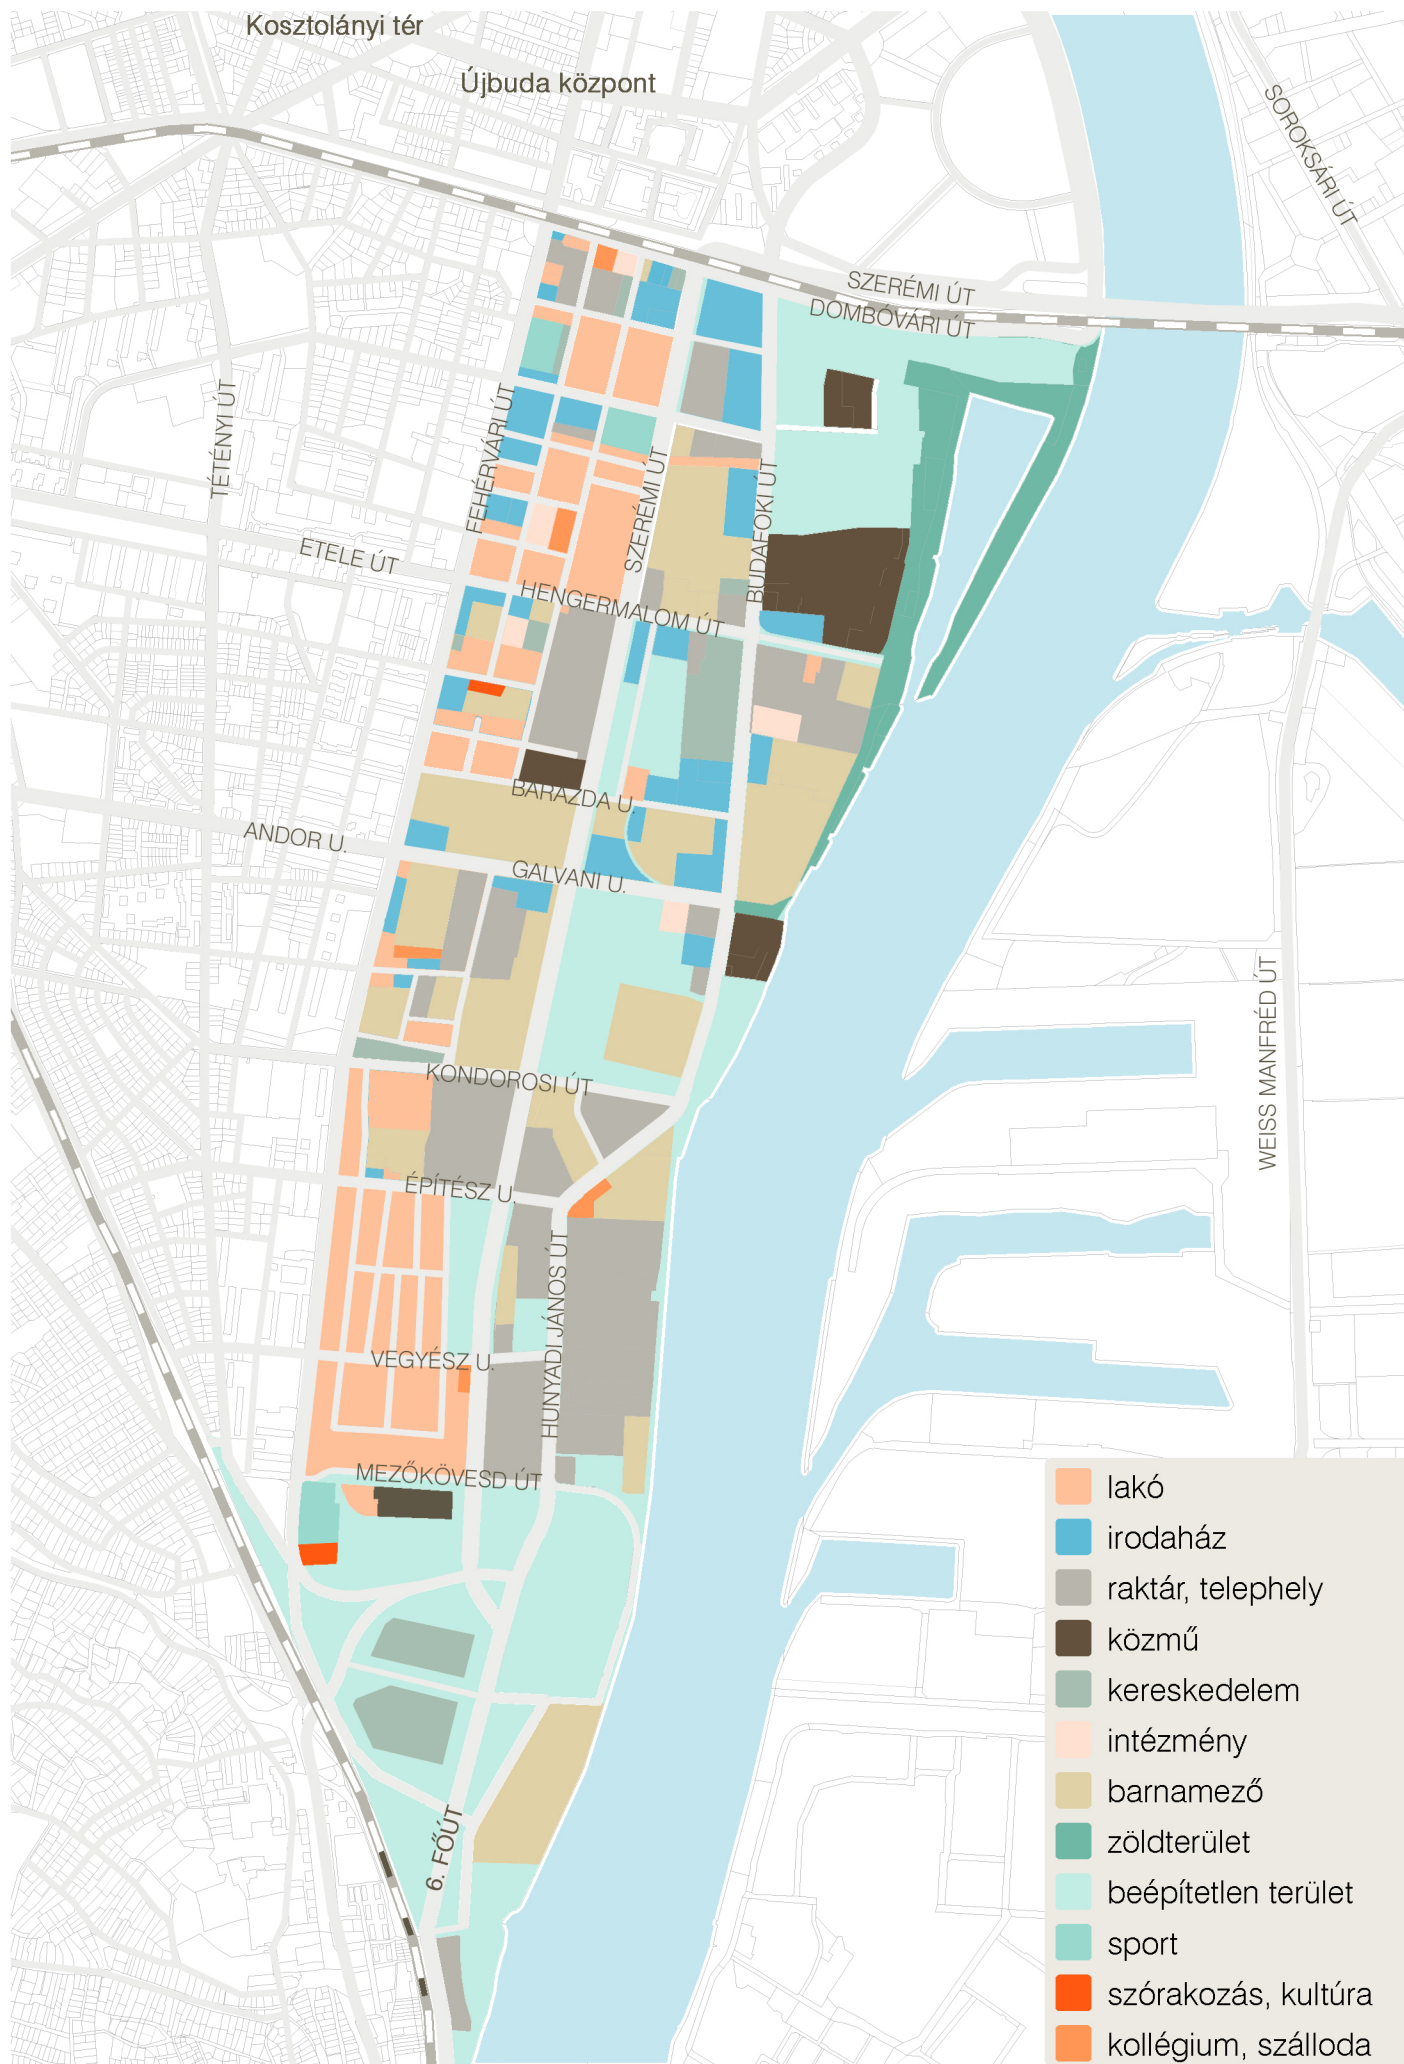 Kosztolányi tér
Újbuda központ
SOROKSÁRI ÚT
SZERÉMI ÚT
DOMBÓVÁRI ÚT
TÉTÉNYI ÚT
FEHÉRVÁRI ÚT
SZERÉMI ÚT
BUDAFOKI ÚT
ETELE ÚT
HENGERMALOM ÚT
BARÁZDA U.
ANDOR U.
GALVANI U.
WEISS MANFRÉD ÚT
KONDOROSI ÚT
ÉPÍTÉSZ U.
HUNYADI JÁNOS ÚT
VEGYÉSZ U.
MEZŐKÖVESD ÚT
6. FŐÚT
lakó
irodaház
raktár, telephely
közmű
kereskedelem
intézmény
barnamező
zöldterület
beépítetlen terület
sport
szórakozás, kultúra
kollégium, szálloda